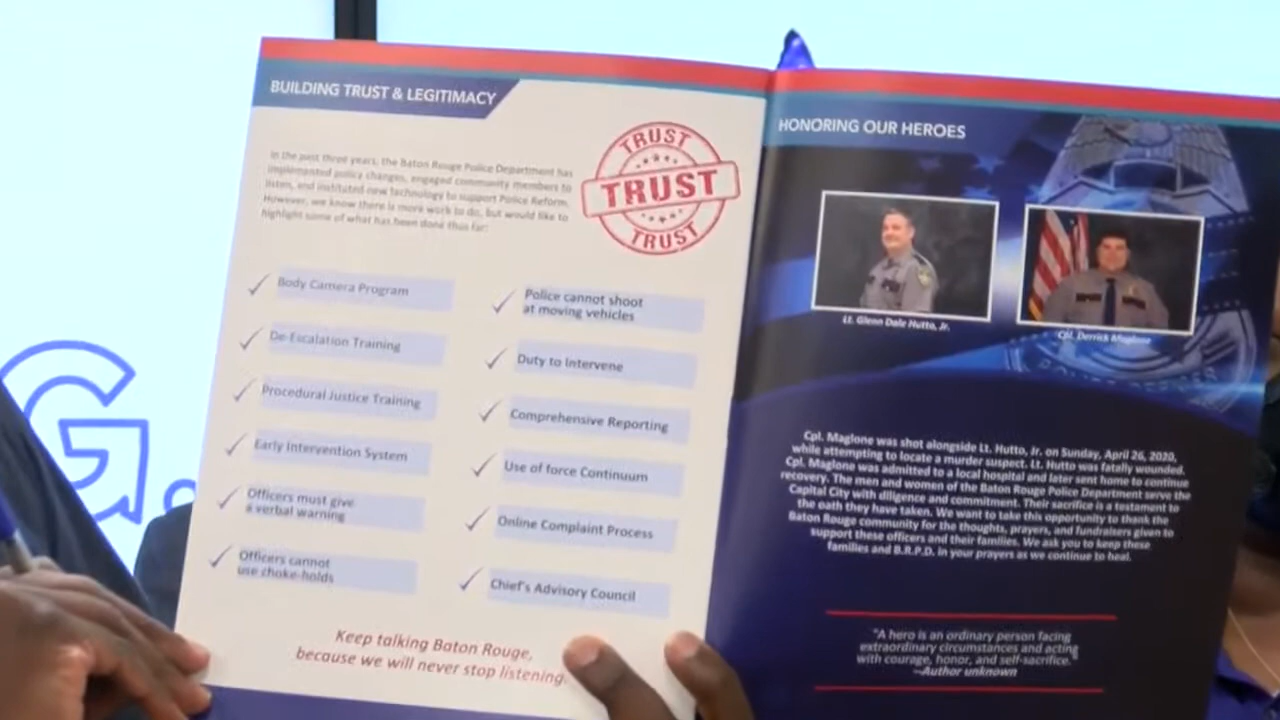 BUILDING TRUST & LEGITIMACY
In the past three years, the Baton Rouge Police Department has
implemented policy changes, engaged community members to
listen, and instituted new technology to support Police Reform.
However, we know there is more work to do, but would like to
highlight some of what has been done thus far:
TRUST
TRUST
TRUST
Body Camera Program
De-Escalation Training
Procedural Justice Training
Early Intervention System
Officers must give
a verbal warning
Officers cannot
use choke-holds
Police cannot shoot
at moving vehicles
Duty to Intervene
Comprehensive Reporting
Use of force Continuum
Online Complaint Process
Chief's Advisory Council
Keep talking Baton Rouge,
because we will never stop listening.
HONORING OUR HEROES
Lt. Glenn Dale Hutto, Jr.
Cpl. Derrick Maglone
Cpl. Maglone was shot alongside Lt. Hutto, Jr. on Sunday, April 26, 2020,
while attempting to locate a murder suspect. Lt. Hutto was fatally wounded.
Cpl. Maglone was admitted to a local hospital and later sent home to continue
recovery. The men and women of the Baton Rouge Police Department serve the
Capital City with diligence and commitment. Their sacrifice is a testament to
the oath they have taken. We want to take this opportunity to thank the
Baton Rouge community for the thoughts, prayers, and fundraisers given to
support these officers and their families. We ask you to keep these
families and B.R.P.D. in your prayers as we continue to heal.
"A hero is an ordinary person facing
extraordinary circumstances and acting
with courage, honor, and self-sacrifice."
—Author unknown
G.